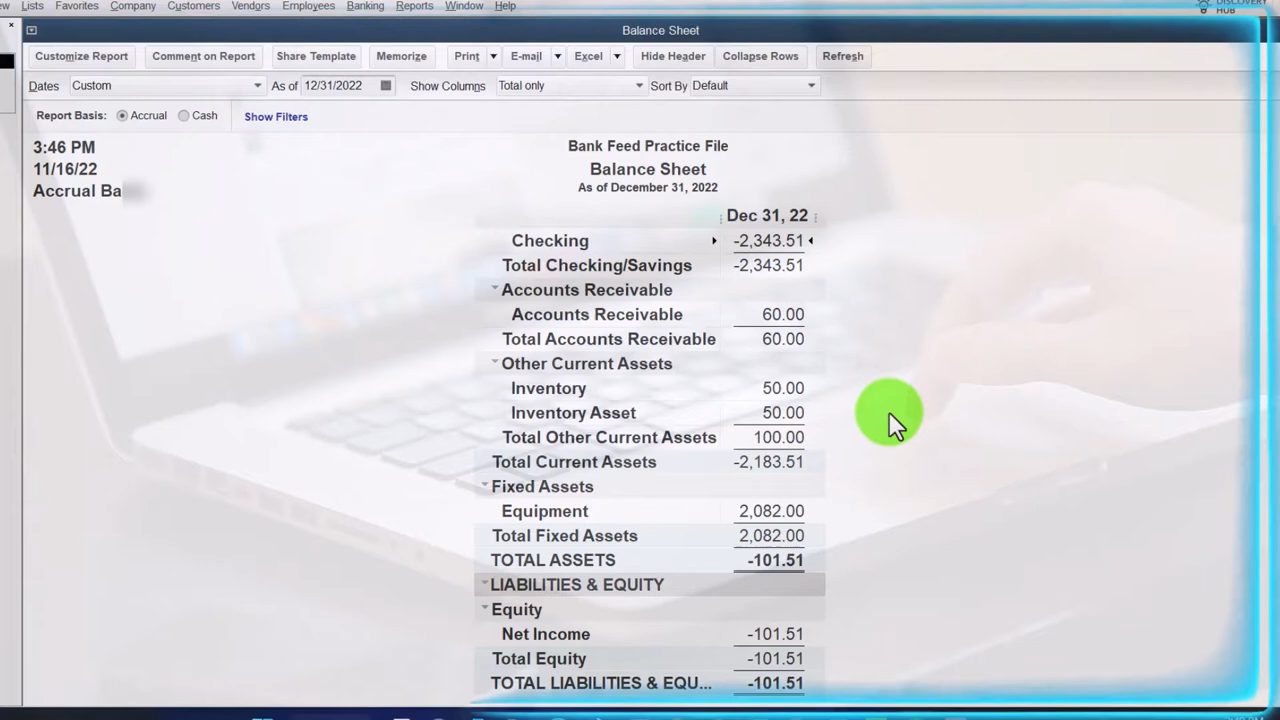 Lists Favorites Company Customers Vendors Employees Banking Reports Window Help
DISCOVERY
HUB
Balance Sheet
Customize Report Comment on Report Share Template Memorize Print E-mail Excel Hide Header Collapse Rows Refresh
Dates Custom As of 12/31/2022 Show Columns Total only Sort By Default
Report Basis: Accrual Cash Show Filters
3:46 PM
11/16/22
Accrual Ba
Bank Feed Practice File
Balance Sheet
As of December 31, 2022
Dec 31, 22
Checking -2,343.51
Total Checking/Savings -2,343.51
Accounts Receivable
Accounts Receivable 60.00
Total Accounts Receivable 60.00
Other Current Assets
Inventory 50.00
Inventory Asset 50.00
Total Other Current Assets 100.00
Total Current Assets -2,183.51
Fixed Assets
Equipment 2,082.00
Total Fixed Assets 2,082.00
TOTAL ASSETS -101.51
LIABILITIES & EQUITY
Equity
Net Income -101.51
Total Equity -101.51
TOTAL LIABILITIES & EQU... -101.51